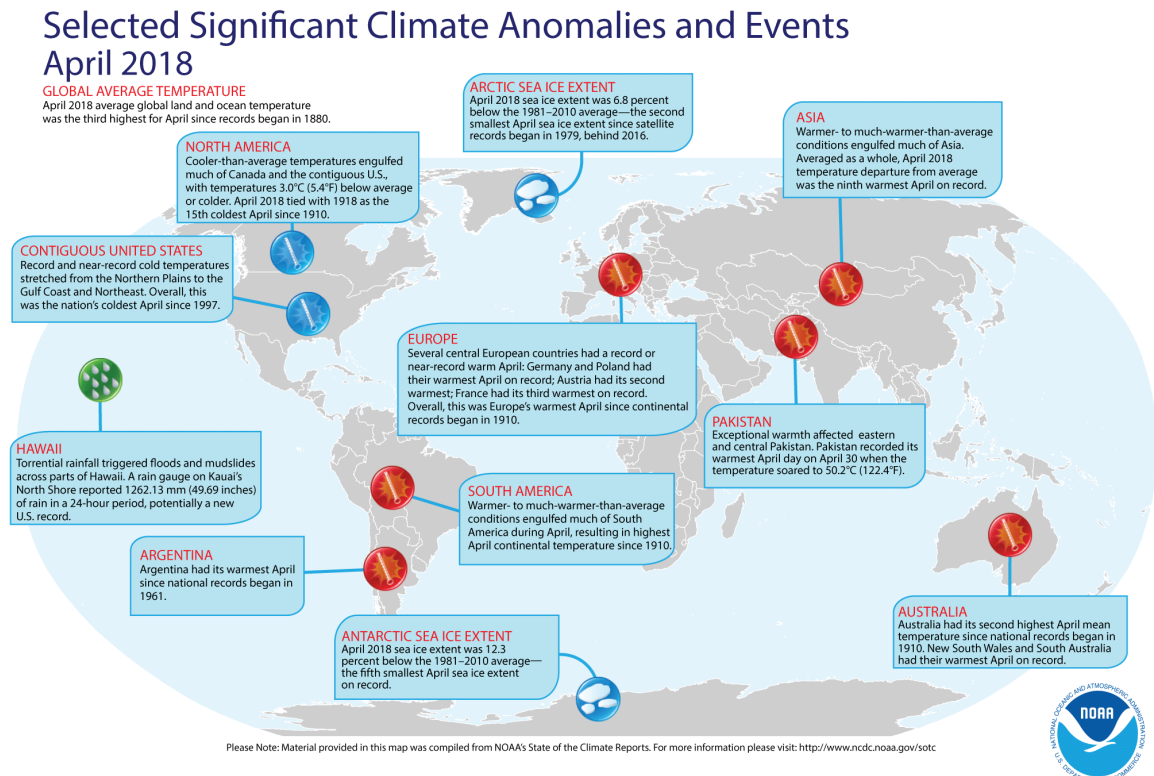 Selected Significant Climate Anomalies and Events
April 2018
GLOBAL AVERAGE TEMPERATURE
April 2018 average global land and ocean temperature
was the third highest for April since records began in 1880.
ARCTIC SEA ICE EXTENT
April 2018 sea ice extent was 6.8 percent
below the 1981–2010 average—the second
smallest April sea ice extent since satellite
records began in 1979, behind 2016.
ASIA
Warmer- to much-warmer-than-average
conditions engulfed much of Asia.
Averaged as a whole, April 2018
temperature departure from average
was the ninth warmest April on record.
NORTH AMERICA
Cooler-than-average temperatures engulfed
much of Canada and the contiguous U.S.,
with temperatures 3.0°C (5.4°F) below average
or colder. April 2018 tied with 1918 as the
15th coldest April since 1910.
CONTIGUOUS UNITED STATES
Record and near-record cold temperatures
stretched from the Northern Plains to the
Gulf Coast and Northeast. Overall, this
was the nation's coldest April since 1997.
EUROPE
Several central European countries had a record or
near-record warm April: Germany and Poland had
their warmest April on record; Austria had its second
warmest; France had its third warmest on record.
Overall, this was Europe's warmest April since continental
records began in 1910.
PAKISTAN
Exceptional warmth affected eastern
and central Pakistan. Pakistan recorded its
warmest April day on April 30 when the
temperature soared to 50.2°C (122.4°F).
HAWAII
Torrential rainfall triggered floods and mudslides
across parts of Hawaii. A rain gauge on Kauai's
North Shore reported 1262.13 mm (49.69 inches)
of rain in a 24-hour period, potentially a new
U.S. record.
SOUTH AMERICA
Warmer- to much-warmer-than-average
conditions engulfed much of South
America during April, resulting in highest
April continental temperature since 1910.
ARGENTINA
Argentina had its warmest April
since national records began in
1961.
AUSTRALIA
Australia had its second highest April mean
temperature since national records began in
1910. New South Wales and South Australia
had their warmest April on record.
ANTARCTIC SEA ICE EXTENT
April 2018 sea ice extent was 12.3
percent below the 1981–2010 average—
the fifth smallest April sea ice extent
on record.
Please Note: Material provided in this map was compiled from NOAA's State of the Climate Reports. For more information please visit: http://www.ncdc.noaa.gov/sotc
NATIONAL OCEANIC AND ATMOSPHERIC ADMINISTRATION
NOAA